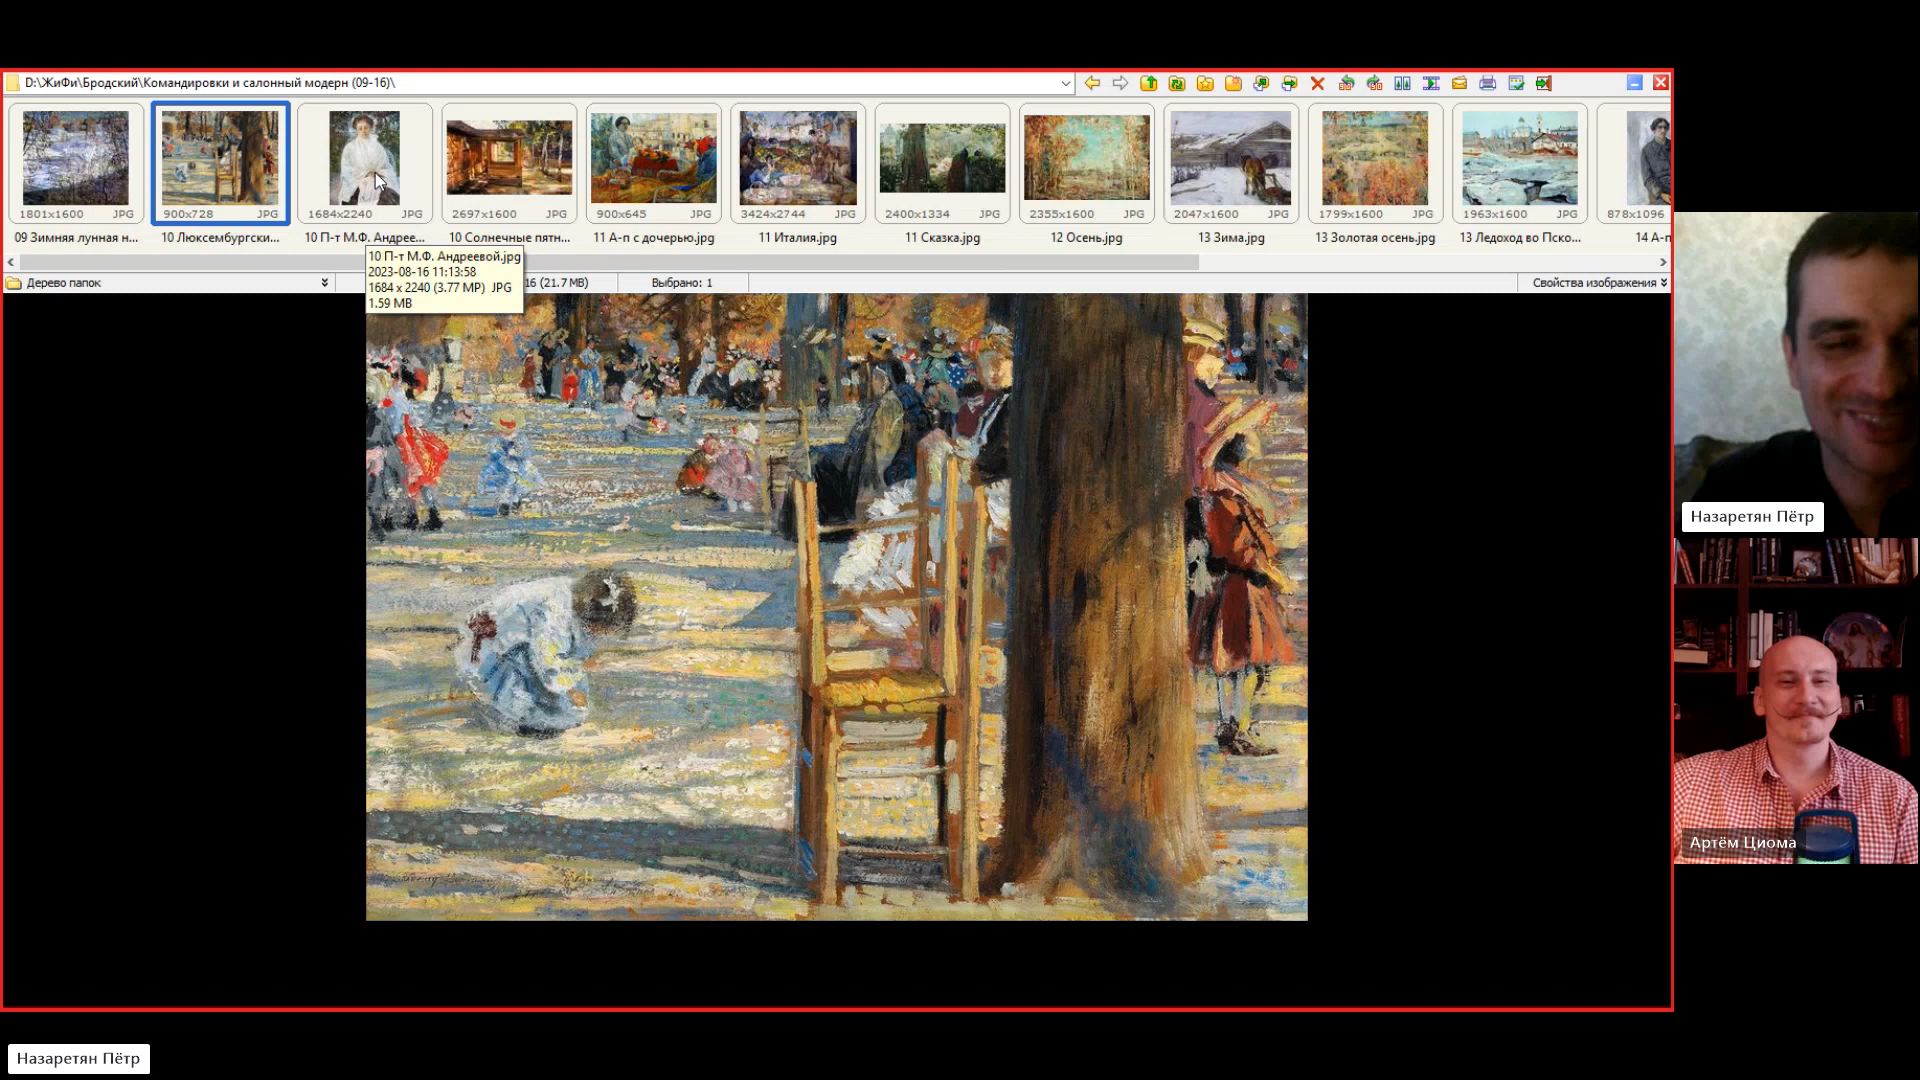 D:\ЖиФи\Бродский\Командировки и салонный модерн (09-16)\
1801x1600 JPG
900x728 JPG
1684x2240 JPG
2697x1600 JPG
900x645 JPG
3424x2744 JPG
2400x1334 JPG
2355x1600 JPG
2047x1600 JPG
1799x1600 JPG
1963x1600 JPG
878x1096
09 Зимняя лунная н...
10 Люксембургски...
10 П-т М.Ф. Андрее...
10 Солнечные пятн...
11 А-п с дочерью.jpg
11 Италия.jpg
11 Сказка.jpg
12 Осень.jpg
13 Зима.jpg
13 Золотая осень.jpg
13 Ледоход во Пско...
14 А-п
10 П-т М.Ф. Андреевой.jpg
2023-08-16 11:13:58
1684 x 2240 (3.77 MP) JPG
1.59 MB
Дерево папок
16 (21.7 MB)
Выбрано: 1
Свойства изображения
Назаретян Пётр
Артём Циома
Назаретян Пётр